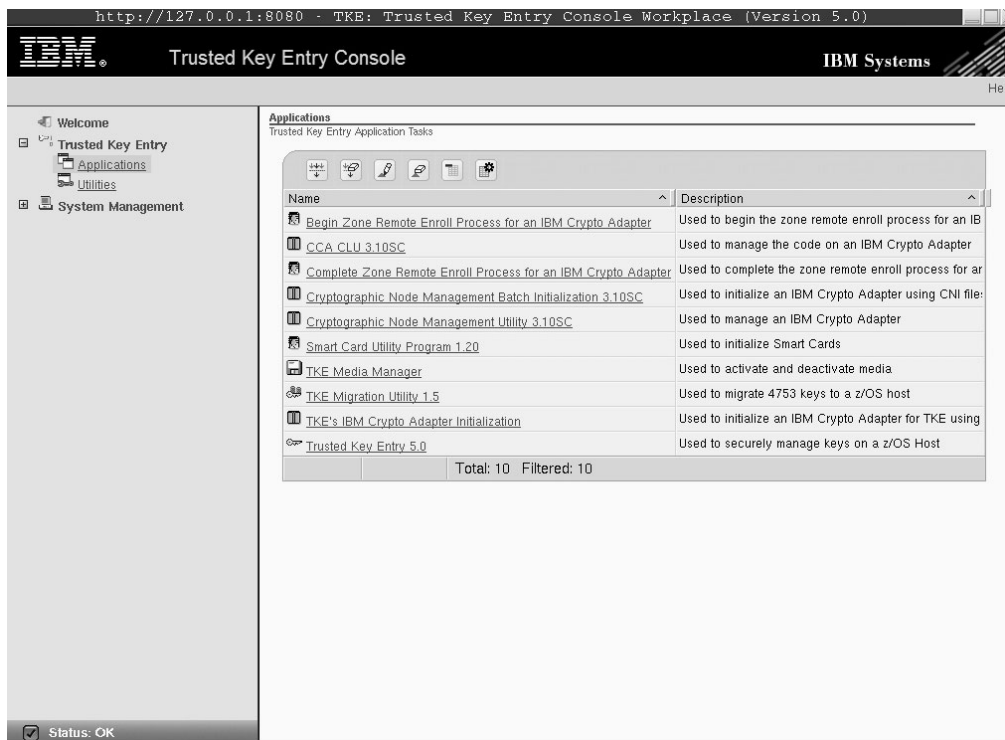 http://127.0.0.1:8080 - TKE: Trusted Key Entry Console Workplace (Version 5.0)
IBM® Trusted Key Entry Console IBM Systems
He
Welcome
Trusted Key Entry
Applications
Utilities
System Management
Applications
Trusted Key Entry Application Tasks
Name Description
Begin Zone Remote Enroll Process for an IBM Crypto Adapter Used to begin the zone remote enroll process for an IB
CCA CLU 3.10SC Used to manage the code on an IBM Crypto Adapter
Complete Zone Remote Enroll Process for an IBM Crypto Adapter Used to complete the zone remote enroll process for ar
Cryptographic Node Management Batch Initialization 3.10SC Used to initialize an IBM Crypto Adapter using CNI file:
Cryptographic Node Management Utility 3.10SC Used to manage an IBM Crypto Adapter
Smart Card Utility Program 1.20 Used to initialize Smart Cards
TKE Media Manager Used to activate and deactivate media
TKE Migration Utility 1.5 Used to migrate 4753 keys to a z/OS host
TKE's IBM Crypto Adapter Initialization Used to initialize an IBM Crypto Adapter for TKE using
Trusted Key Entry 5.0 Used to securely manage keys on a z/OS Host
Total: 10 Filtered: 10
Status: OK